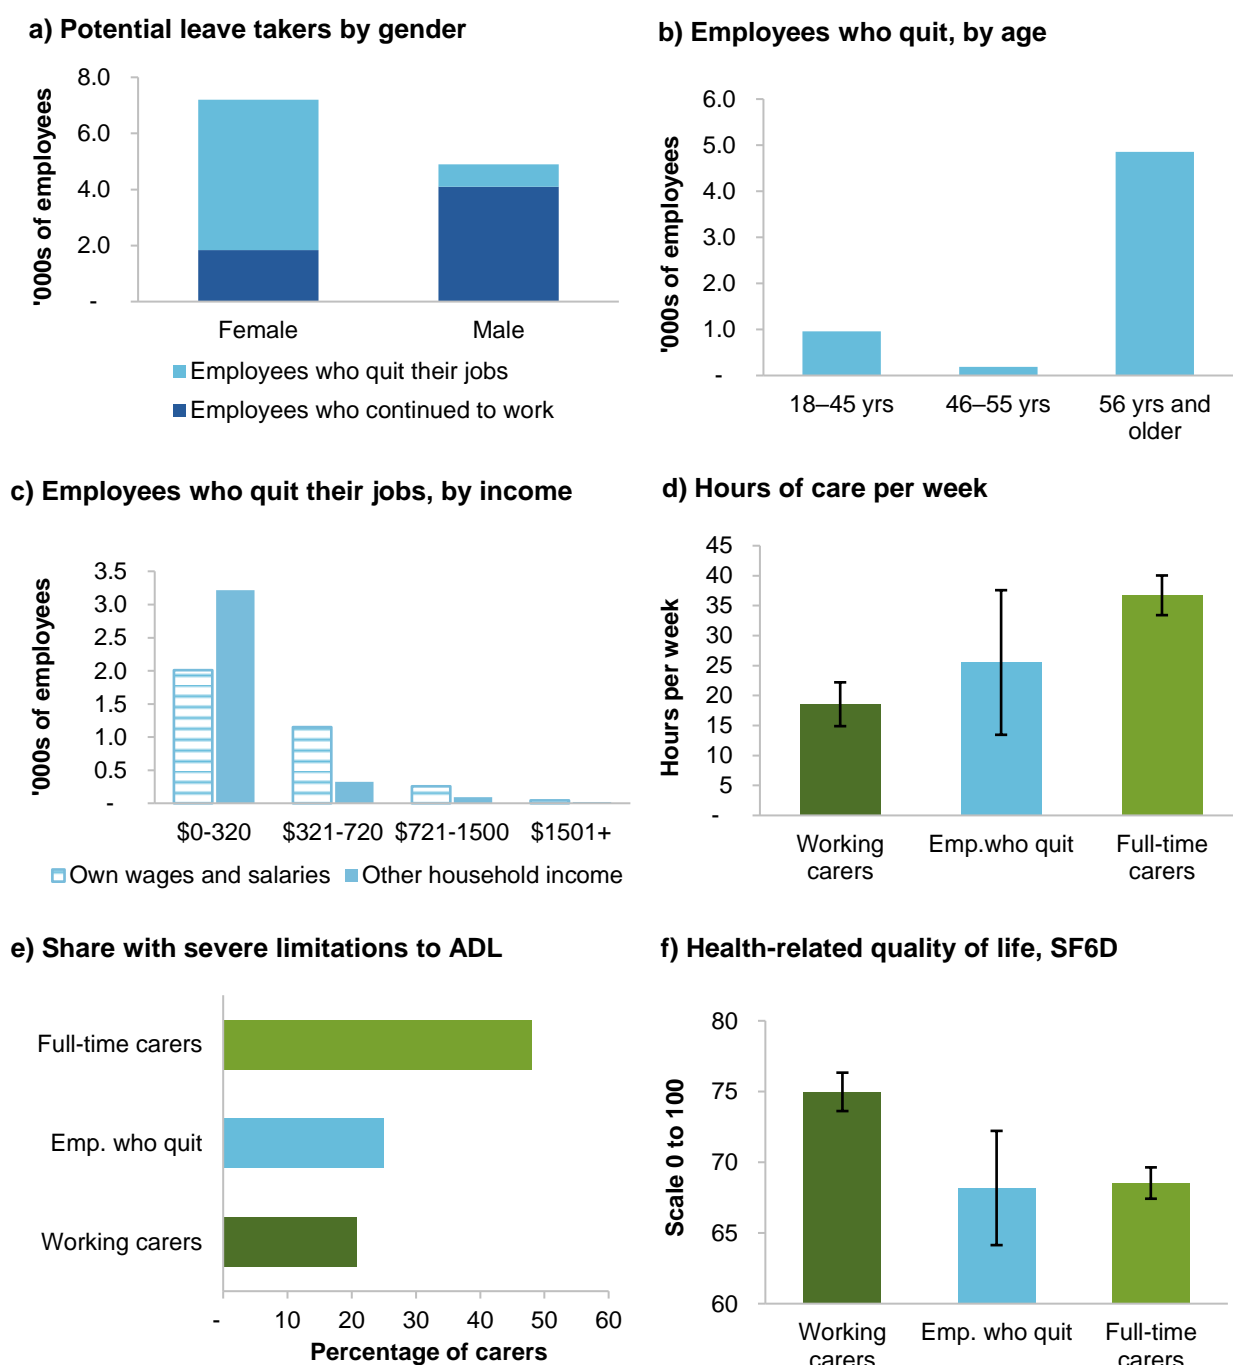 a) Potential leave takers by gender
'000s of employees
8.0
6.0
4.0
2.0
-
Female
Male
Employees who quit their jobs
Employees who continued to work
b) Employees who quit, by age
'000s of employees
6.0
5.0
4.0
3.0
2.0
1.0
-
18–45 yrs
46–55 yrs
56 yrs and
older
c) Employees who quit their jobs, by income
'000s of employees
3.5
3.0
2.5
2.0
1.5
1.0
0.5
-
$0-320
$321-720
$721-1500
$1501+
Own wages and salaries
Other household income
d) Hours of care per week
Hours per week
45
40
35
30
25
20
15
10
5
-
Working
carers
Emp.who quit
Full-time
carers
e) Share with severe limitations to ADL
Full-time carers
Emp. who quit
Working carers
-
10
20
30
40
50
60
Percentage of carers
f) Health-related quality of life, SF6D
Scale 0 to 100
80
75
70
65
60
Working
carers
Emp. who quit
Full-time
carers